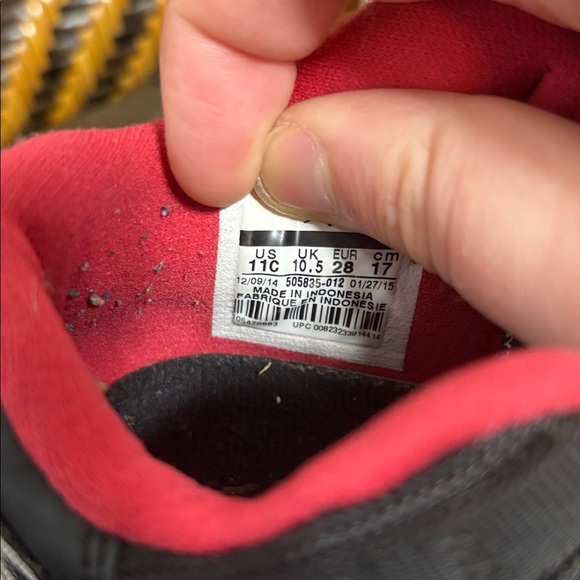 US UK EUR cm
11C 10.5 28 17
12/09/14 505835-012 01/27/15
MADE IN INDONESIA
FABRIQUE EN INDONESIE
UPC 00823233914414